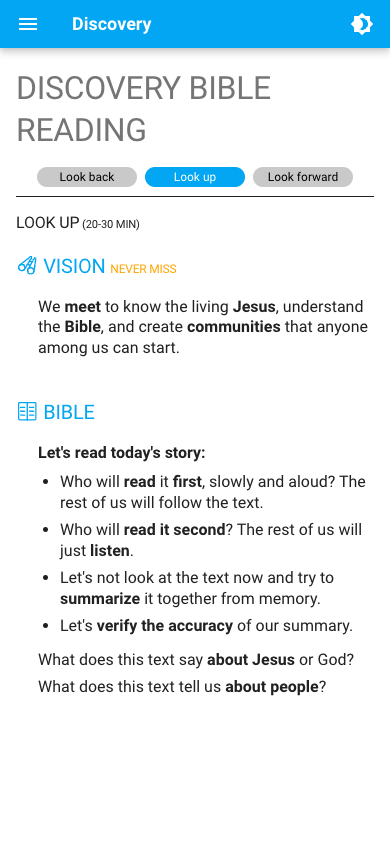 Discovery
DISCOVERY BIBLE
READING
Look back
Look up
Look forward
LOOK UP (20-30 MIN)
VISION NEVER MISS
We meet to know the living Jesus, understand
the Bible, and create communities that anyone
among us can start.
BIBLE
Let's read today's story:
• Who will read it first, slowly and aloud? The
rest of us will follow the text.
• Who will read it second? The rest of us will
just listen.
• Let's not look at the text now and try to
summarize it together from memory.
• Let's verify the accuracy of our summary.
What does this text say about Jesus or God?
What does this text tell us about people?